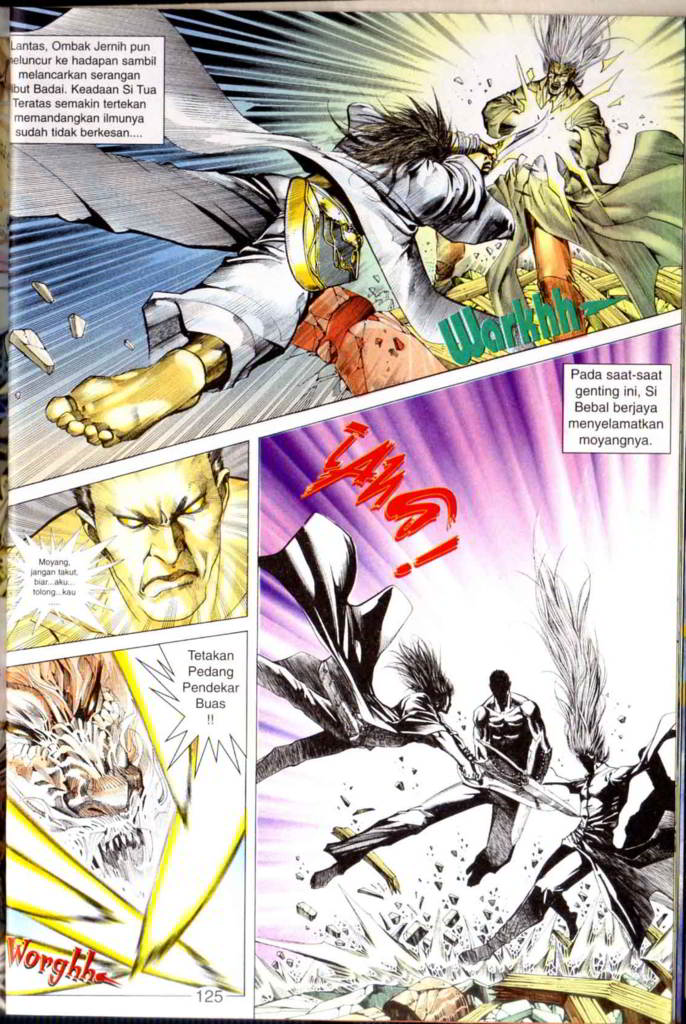 Lantas, Ombak Jernih pun
ke hadapan sambil
melancarkan serangan
Badai. Keadaan Si Tua
Teratas semakin tertekan
memandangkan ilmunya
sudah tidak berkesan....
Warkhh
Pada saat-saat
genting ini, Si
Bebal berjaya
menyelamatkan
moyangnya.
Moyang,
jangan takut,
biar...aku...
tolong...kau
.....
Tetakan
Pedang
Pendekar
Buas
!!
Worghh
125